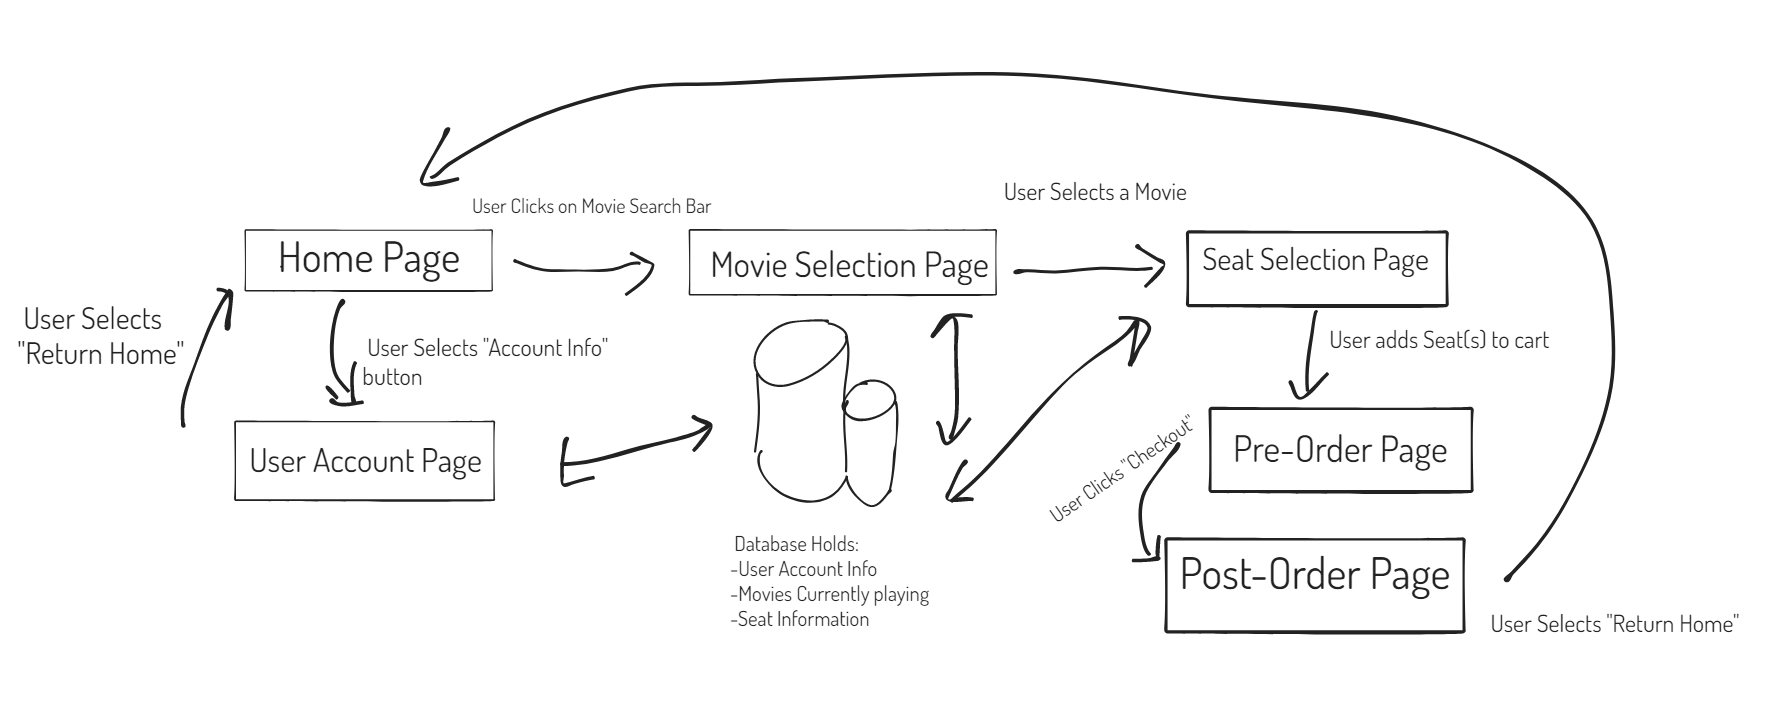 User Clicks on Movie Search Bar
User Selects a Movie
Home Page
Movie Selection Page
Seat Selection Page
User Selects
"Return Home"
User Selects "Account Info"
button
User adds Seat(s) to cart
User Account Page
Pre-Order Page
User Clicks "Checkout"
Database Holds:
-User Account Info
-Movies Currently playing
-Seat Information
Post-Order Page
User Selects "Return Home"